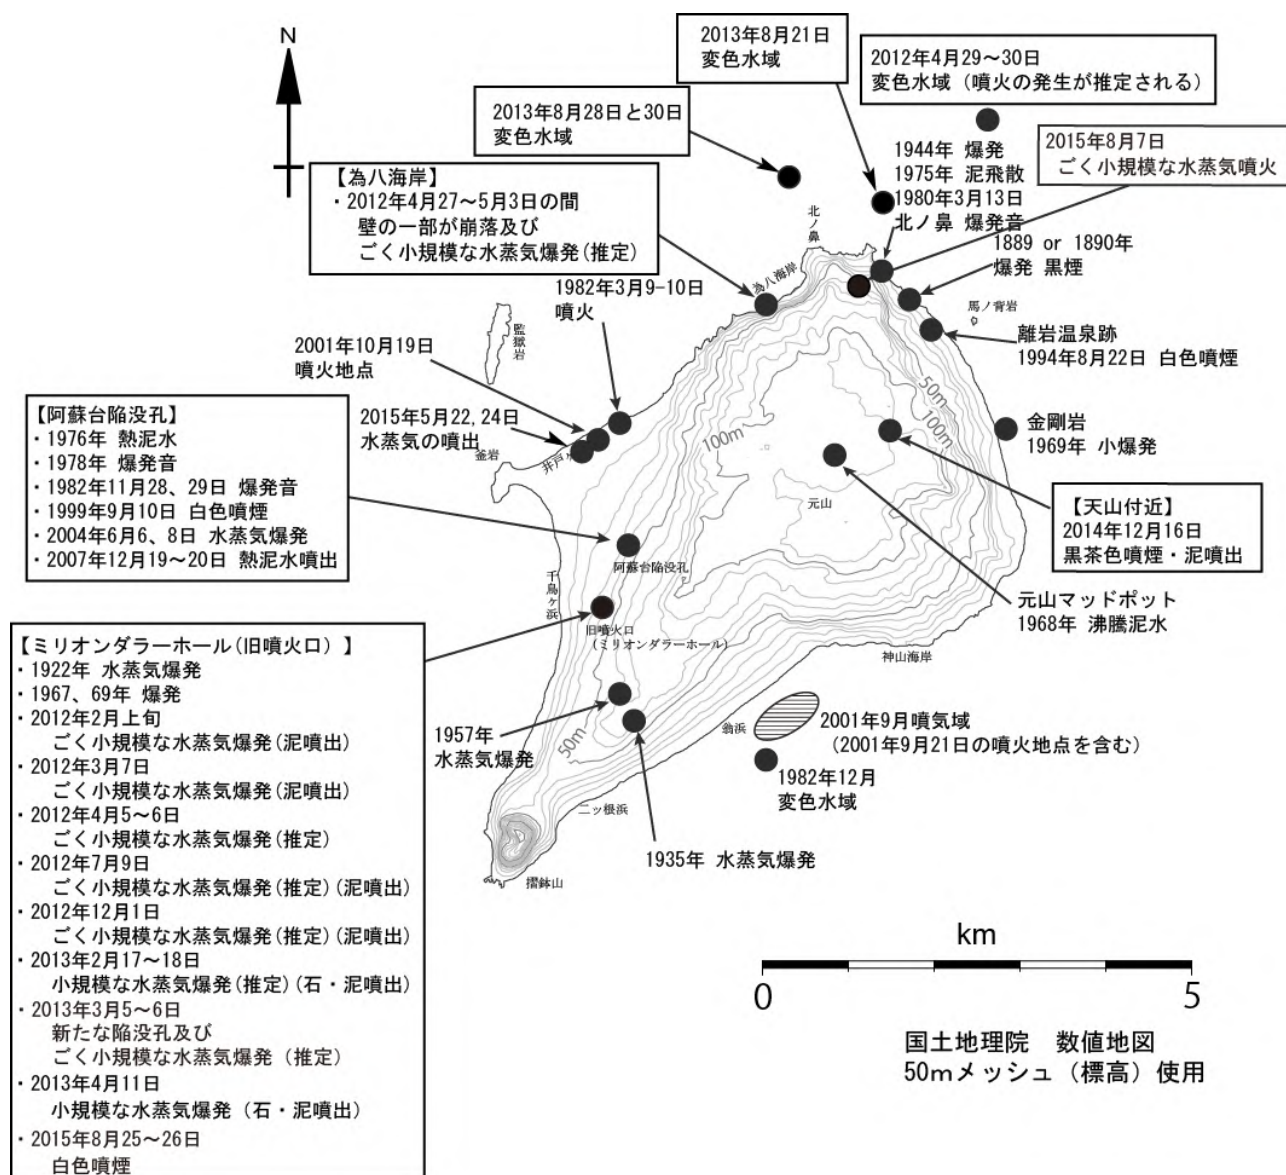 N
2013年8月21日
変色水域
2012年4月29～30日
変色水域（噴火の発生が推定される）
2013年8月28日と30日
変色水域
1944年 爆発
1975年 泥飛散
1980年3月13日
北ノ鼻 爆発音
2015年8月7日
ごく小規模な水蒸気噴火
【為八海岸】
・2012年4月27～5月3日の間
壁の一部が崩落及び
ごく小規模な水蒸気爆発(推定)
北ノ鼻
為八海岸
1889 or 1890年
爆発 黒煙
馬ノ背岩
離岩温泉跡
1994年8月22日 白色噴煙
1982年3月9-10日
噴火
監獄岩
2001年10月19日
噴火地点
2015年5月22,24日
水蒸気の噴出
釜岩
井戸
50m
100m
100m
金剛岩
1969年 小爆発
【阿蘇台陥没孔】
・1976年 熱泥水
・1978年 爆発音
・1982年11月28、29日 爆発音
・1999年9月10日 白色噴煙
・2004年6月6、8日 水蒸気爆発
・2007年12月19～20日 熱泥水噴出
元山
【天山付近】
2014年12月16日
黒茶色噴煙・泥噴出
阿蘇台陥没孔
千鳥ヶ浜
元山マッドポット
1968年 沸騰泥水
旧噴火口
(ミリオンダラーホール)
神山海岸
【ミリオンダラーホール(旧噴火口）】
・1922年 水蒸気爆発
・1967、69年 爆発
・2012年2月上旬
ごく小規模な水蒸気爆発(泥噴出)
・2012年3月7日
ごく小規模な水蒸気爆発(泥噴出)
・2012年4月5～6日
ごく小規模な水蒸気爆発(推定)
・2012年7月9日
ごく小規模な水蒸気爆発(推定)(泥噴出)
・2012年12月1日
ごく小規模な水蒸気爆発(推定)(泥噴出)
・2013年2月17～18日
小規模な水蒸気爆発(推定)(石・泥噴出)
・2013年3月5～6日
新たな陥没孔及び
ごく小規模な水蒸気爆発（推定）
・2013年4月11日
小規模な水蒸気爆発（石・泥噴出）
・2015年8月25～26日
白色噴煙
1957年
水蒸気爆発
50m
翁浜
2001年9月噴気域
（2001年9月21日の噴火地点を含む）
1982年12月
変色水域
二ッ根浜
1935年 水蒸気爆発
摺鉢山
km
0
5
国土地理院　数値地図
50mメッシュ（標高）使用